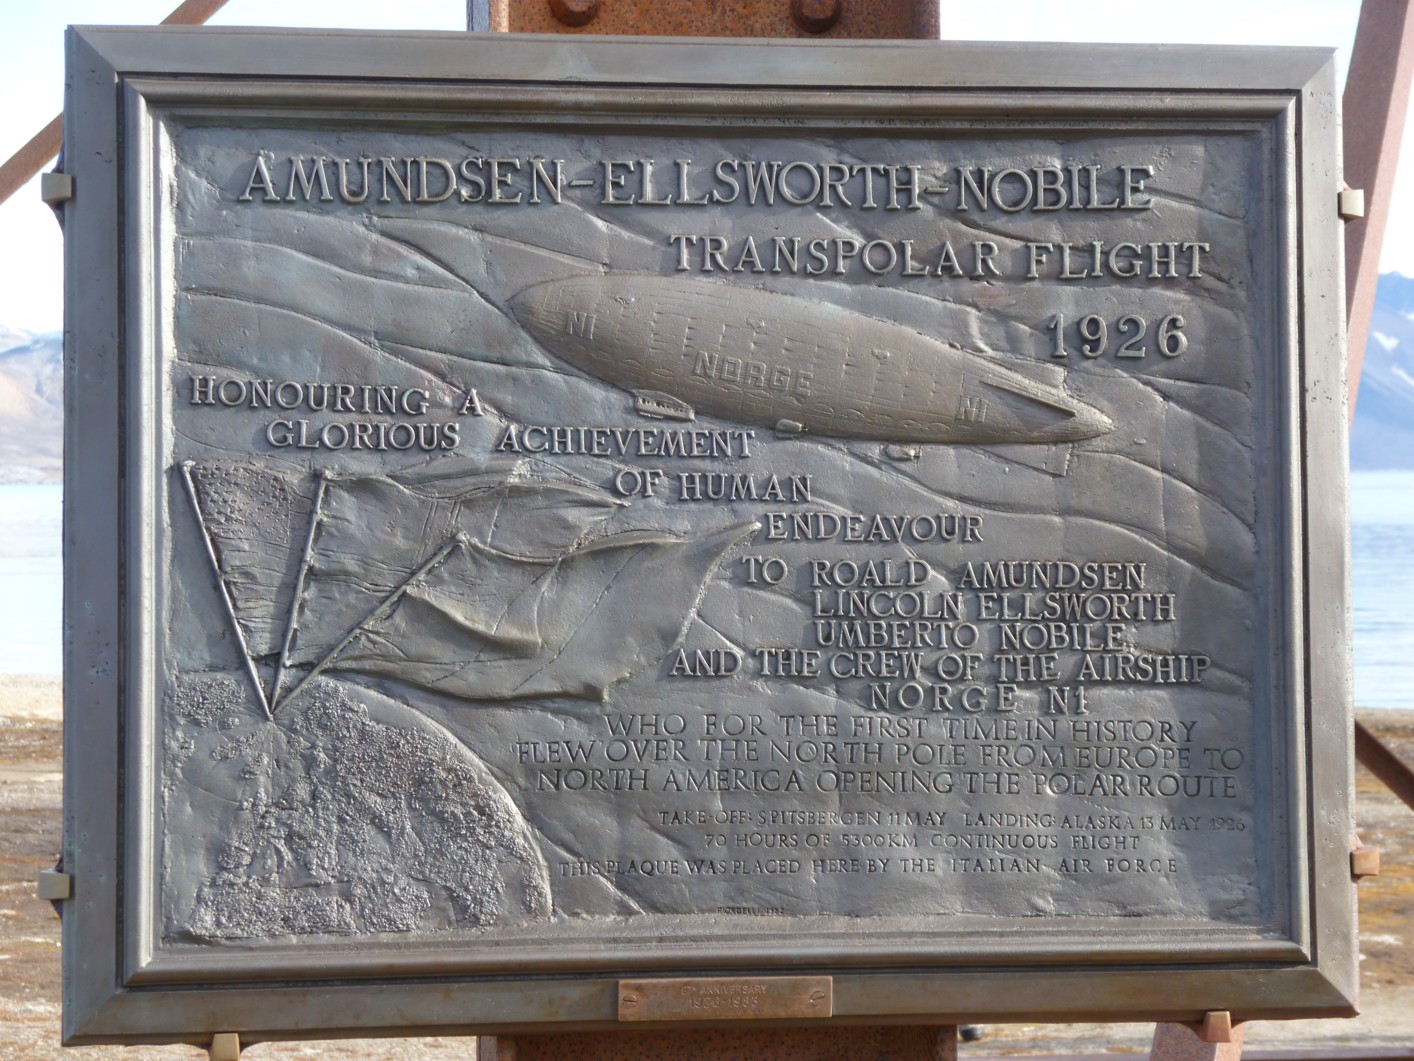 AMUNDSEN-ELLSWORTH-NOBILE
TRANSPOLAR FLIGHT
1926
N1
NORGE
N1
HONOURING A
GLORIOUS ACHIEVEMENT
OF HUMAN
ENDEAVOUR
TO ROALD AMUNDSEN
LINCOLN ELLSWORTH
UMBERTO NOBILE
AND THE CREW OF THE AIRSHIP
NORGE N1
WHO FOR THE FIRST TIME IN HISTORY
FLEW OVER THE NORTH POLE FROM EUROPE TO
NORTH AMERICA OPENING THE POLAR ROUTE
TAKE-OFF: SPITSBERGEN 11 MAY LANDING: ALASKA 13 MAY 1926
70 HOURS OF 5300 KM CONTINUOUS FLIGHT
THIS PLAQUE WAS PLACED HERE BY THE ITALIAN AIR FORCE
ANNIVERSARY